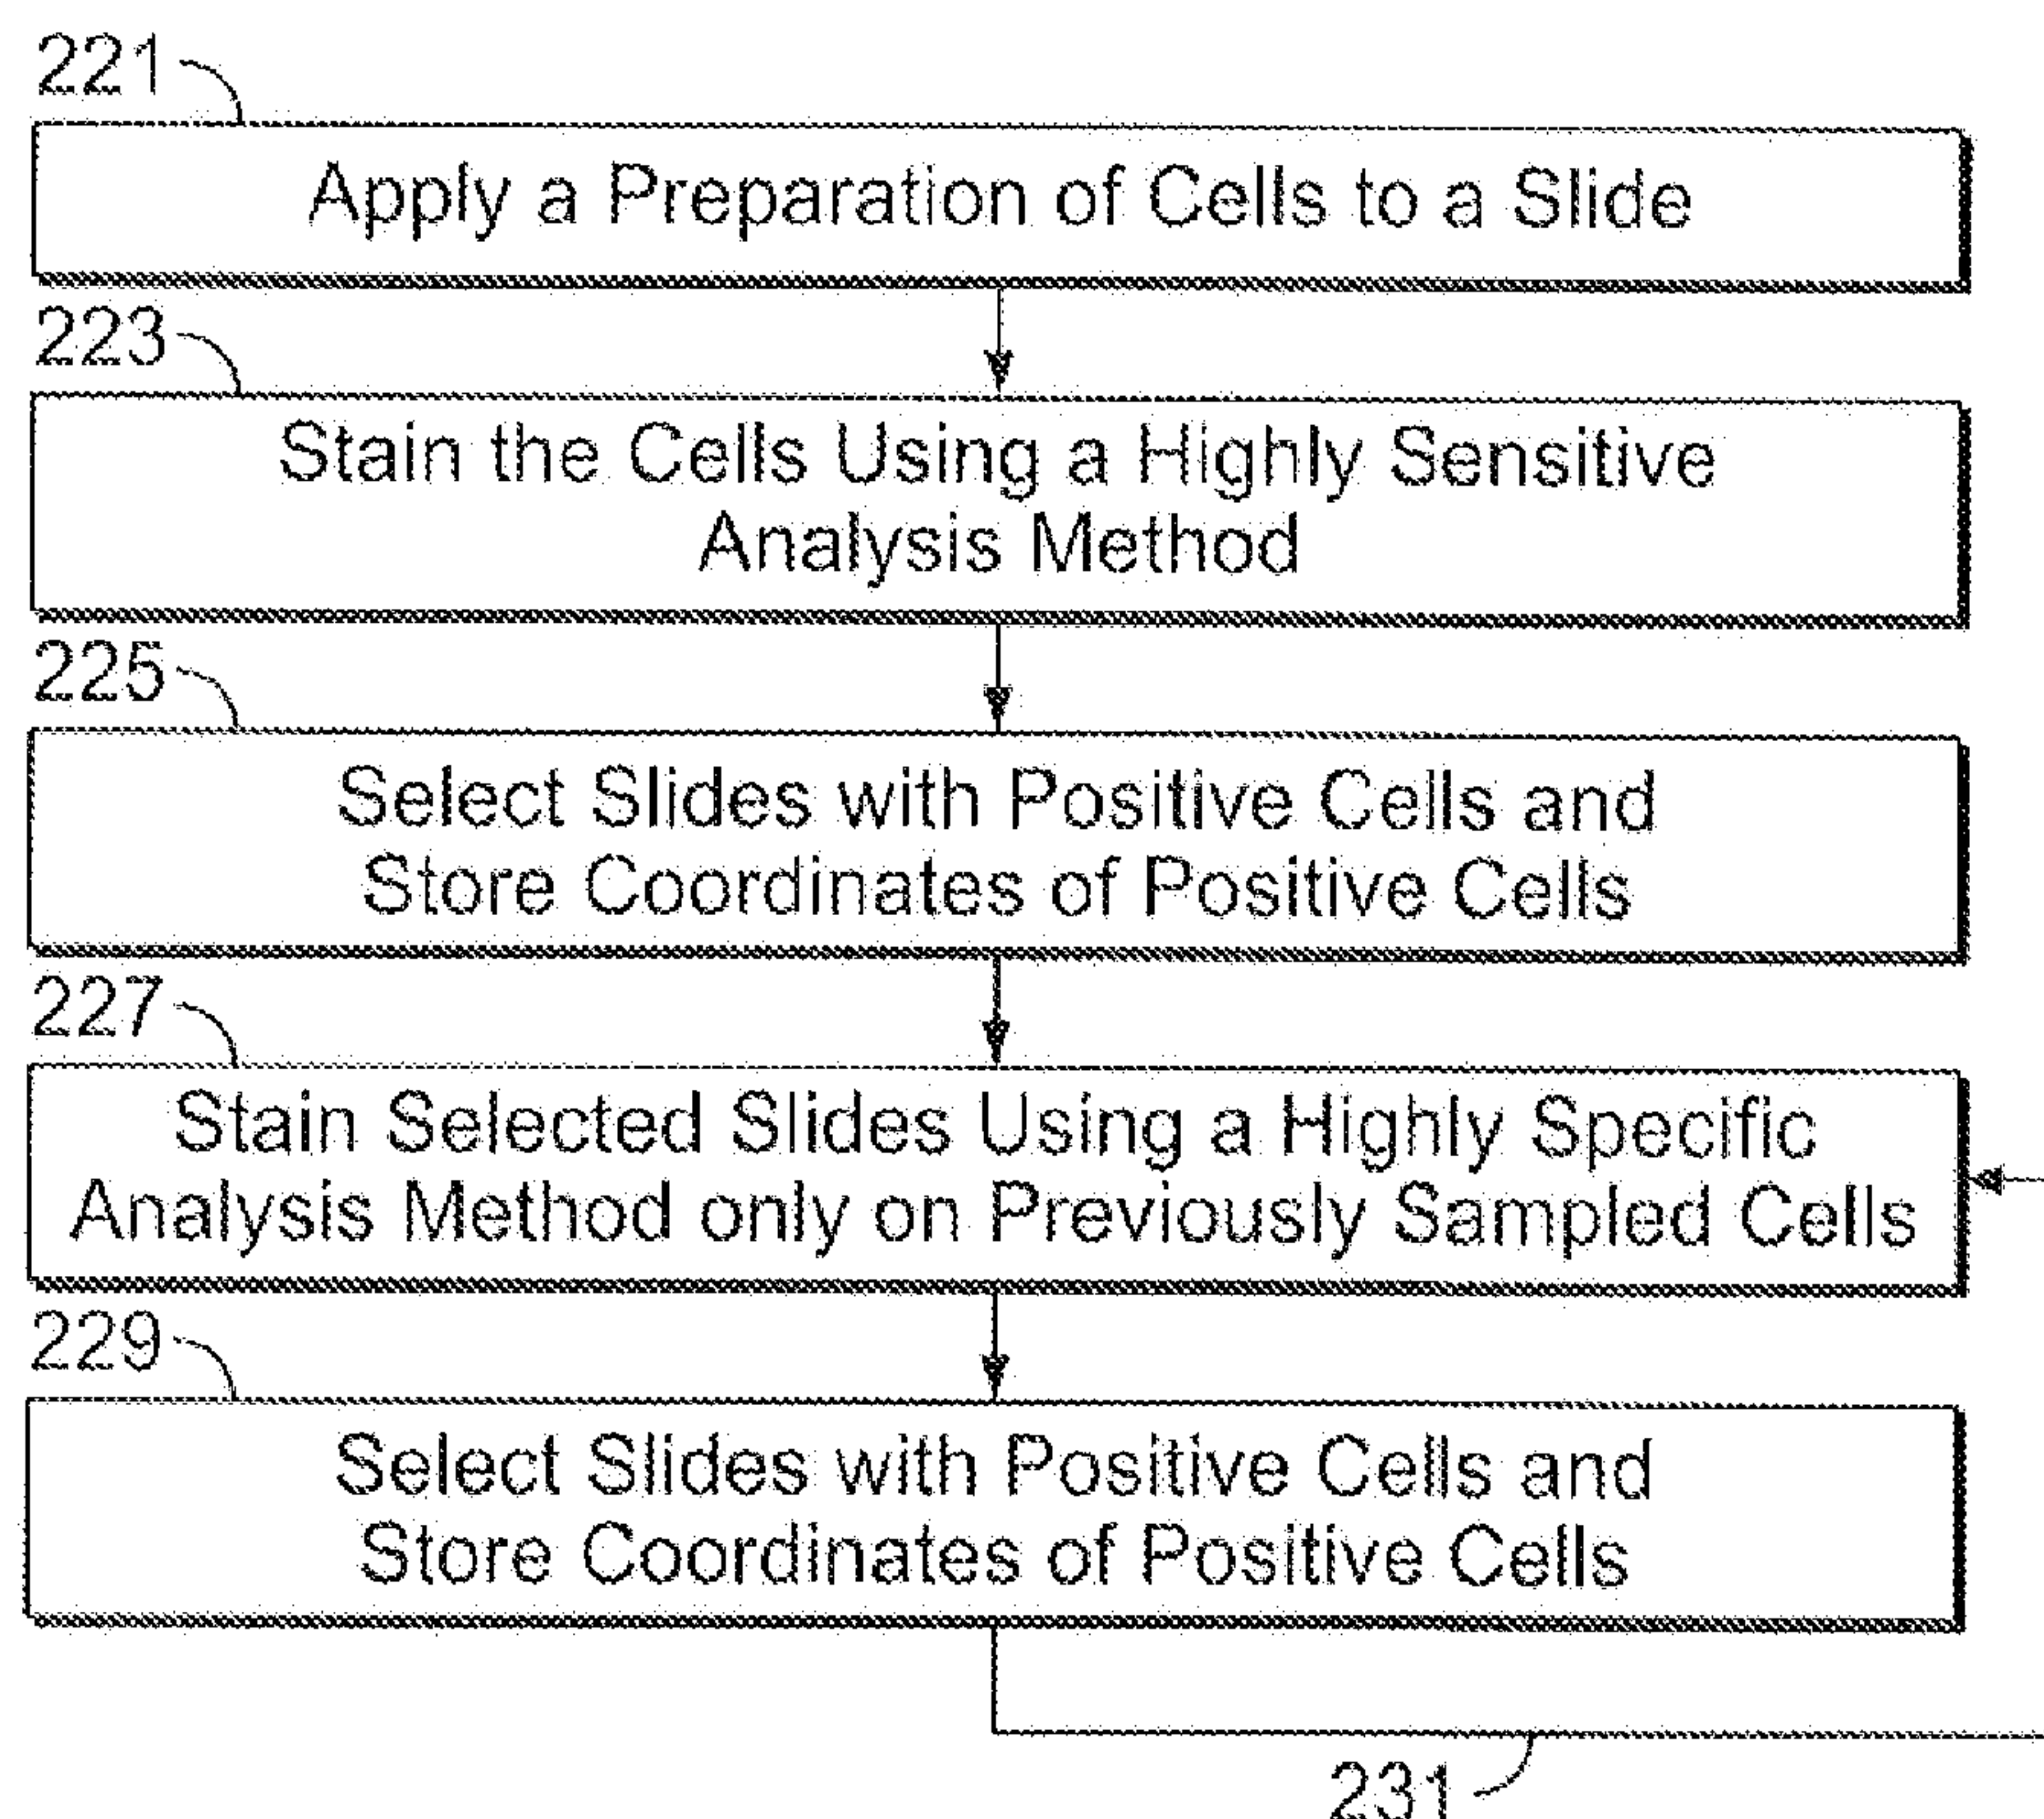 221
Apply a Preparation of Cells to a Slide
223
Stain the Cells Using a Highly Sensitive
Analysis Method
225
Select Slides with Positive Cells and
Store Coordinates of Positive Cells
227
Stain Selected Slides Using a Highly Specific
Analysis Method only on Previously Sampled Cells
229
Select Slides with Positive Cells and
Store Coordinates of Positive Cells
231